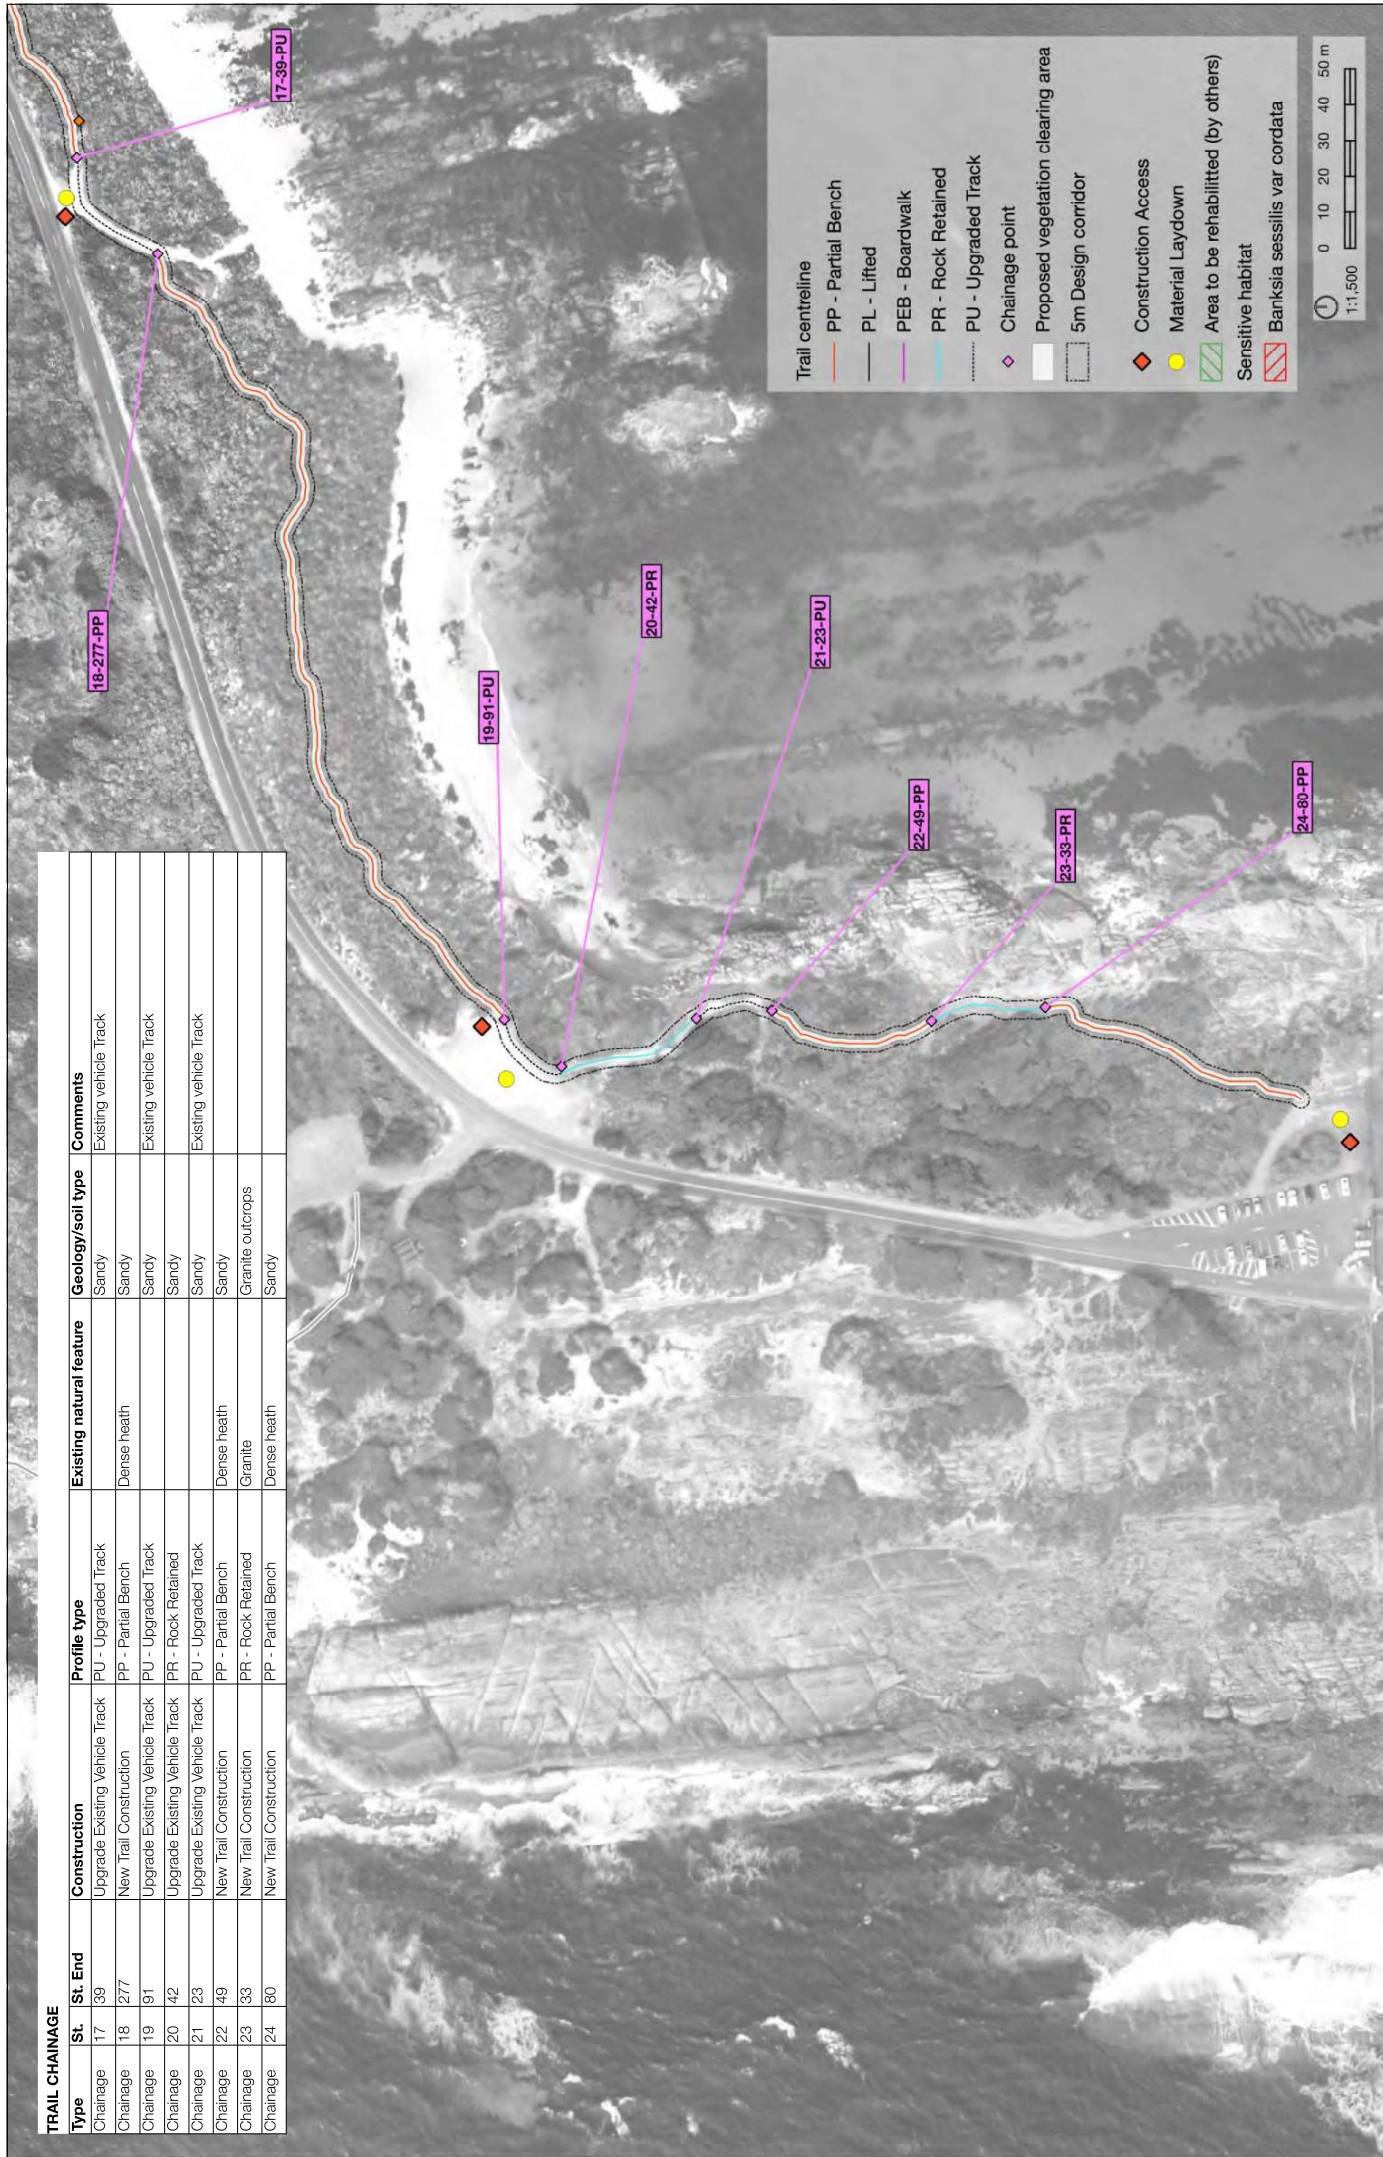 TRAIL CHAINAGE
Type St. St. End Construction Profile type Existing natural feature Geology/soil type Comments
Chainage 17 39 Upgrade Existing Vehicle Track PU - Upgraded Track Sandy Existing vehicle Track
Chainage 18 277 New Trail Construction PP - Partial Bench Dense heath Sandy
Chainage 19 91 Upgrade Existing Vehicle Track PU - Upgraded Track Sandy Existing vehicle Track
Chainage 20 42 Upgrade Existing Vehicle Track PR - Rock Retained Sandy
Chainage 21 23 Upgrade Existing Vehicle Track PU - Upgraded Track Sandy Existing vehicle Track
Chainage 22 49 New Trail Construction PP - Partial Bench Dense heath Sandy
Chainage 23 33 New Trail Construction PR - Rock Retained Granite Granite outcrops
Chainage 24 80 New Trail Construction PP - Partial Bench Dense heath Sandy
18-277-PP
17-39-PU
19-91-PU
20-42-PR
21-23-PU
22-49-PP
23-33-PR
24-80-PP
Trail centreline
PP - Partial Bench
PL - Lifted
PEB - Boardwalk
PR - Rock Retained
PU - Upgraded Track
Chainage point
Proposed vegetation clearing area
5m Design corridor
Construction Access
Material Laydown
Area to be rehabilitted (by others)
Sensitive habitat
Banksia sessilis var cordata
0 10 20 30 40 50 m
1:1,500